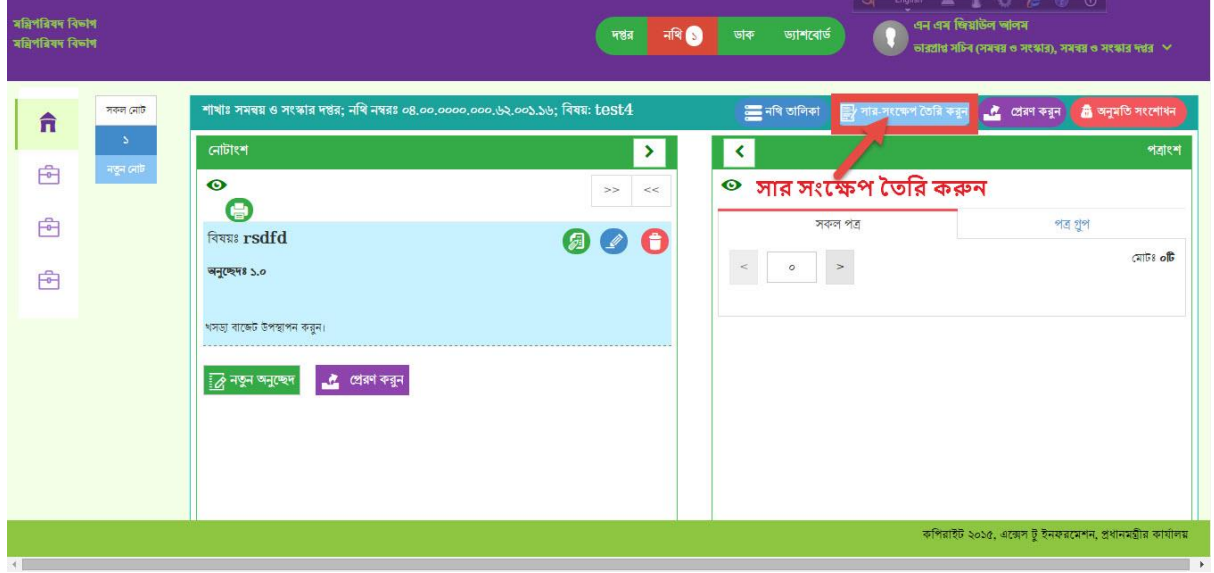 English
মন্ত্রিপরিষদ বিভাগ
মন্ত্রিপরিষদ বিভাগ
দপ্তর নথি ১ ডাক ড্যাশবোর্ড
এন এম জিয়াউল আলম
ভারপ্রাপ্ত সচিব (সমন্বয় ও সংস্কার), সমন্বয় ও সংস্কার দপ্তর
সকল নোট
১
নতুন নোট
শাখাঃ সমন্বয় ও সংস্কার দপ্তর; নথি নম্বরঃ ০৪.০০.০০০০.০০০.৬২.০০১.১৬; বিষয়: test4
নথি তালিকা সার-সংক্ষেপ তৈরি করুন প্রেরণ করুন অনুমতি সংশোধন
নোটাংশ >
< পত্রাংশ
>> <<
সার সংক্ষেপ তৈরি করুন
বিষয়ঃ rsdfd
সকল পত্র পত্র গ্রুপ
অনুচ্ছেদঃ ১.০
< ০ >
মোটঃ ০টি
খসড়া বাজেট উপস্থাপন করুন।
নতুন অনুচ্ছেদ প্রেরণ করুন
কপিরাইট ২০১৫, এক্সেস টু ইনফরমেশন, প্রধানমন্ত্রীর কার্যালয়